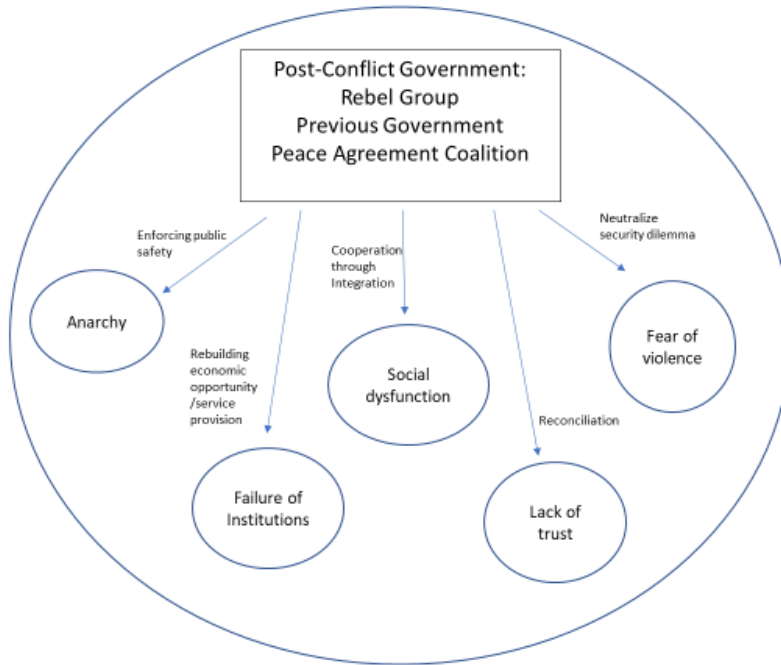 Post-Conflict Government:
Rebel Group
Previous Government
Peace Agreement Coalition
Enforcing public
safety
Cooperation
through
Integration
Neutralize
security dilemma
Anarchy
Rebuilding
economic
opportunity
/service
provision
Social
dysfunction
Fear of
violence
Reconciliation
Failure of
Institutions
Lack of
trust